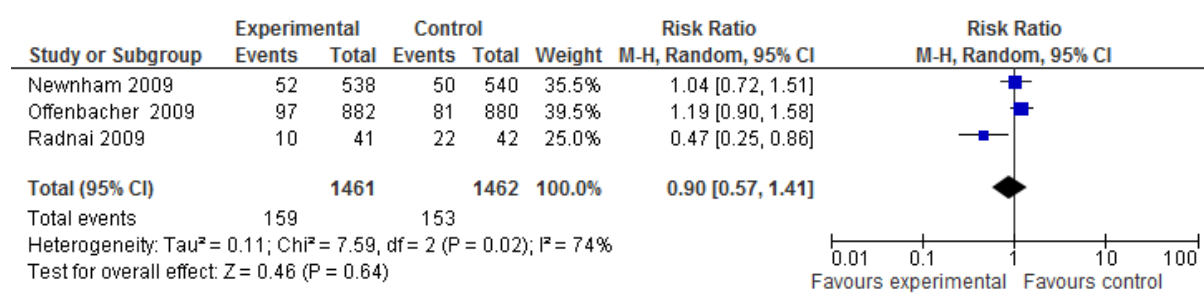 Experimental Control Risk Ratio Risk Ratio
Study or Subgroup Events Total Events Total Weight M-H, Random, 95% CI M-H, Random, 95% CI
Newnham 2009 52 538 50 540 35.5% 1.04 [0.72, 1.51]
Offenbacher 2009 97 882 81 880 39.5% 1.19 [0.90, 1.58]
Radnai 2009 10 41 22 42 25.0% 0.47 [0.25, 0.86]
Total (95% CI) 1461 1462 100.0% 0.90 [0.57, 1.41]
Total events 159 153
Heterogeneity: Tau² = 0.11; Chi² = 7.59, df = 2 (P = 0.02); I² = 74%
Test for overall effect: Z = 0.46 (P = 0.64)
0.01 0.1 1 10 100
Favours experimental Favours control